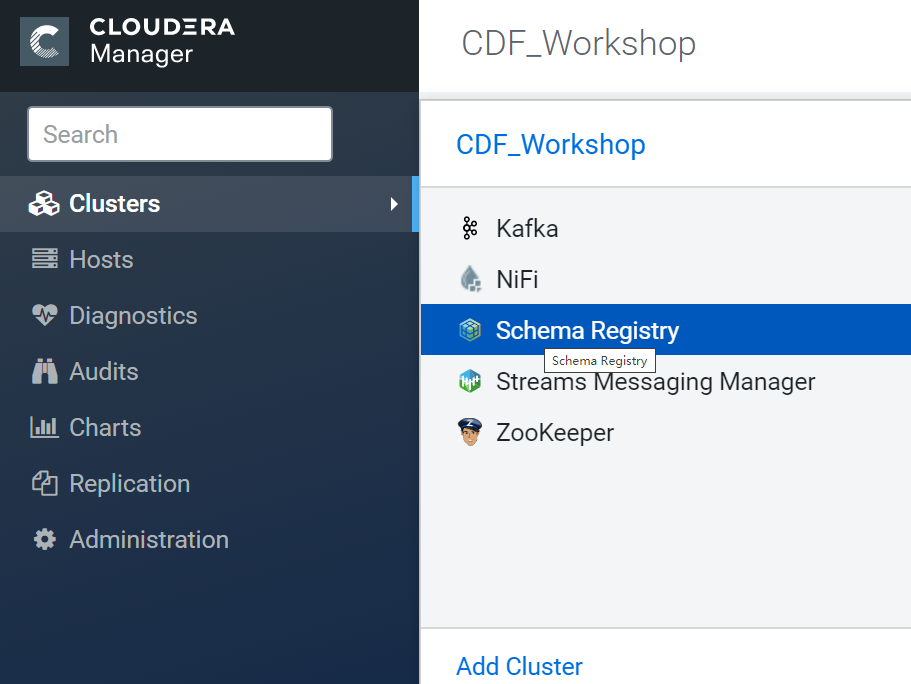 CLOUDERA
Manager
Search
Clusters
Hosts
Diagnostics
Audits
Charts
Replication
Administration
CDF_Workshop
CDF_Workshop
Kafka
NiFi
Schema Registry
Schema Registry
Streams Messaging Manager
ZooKeeper
Add Cluster